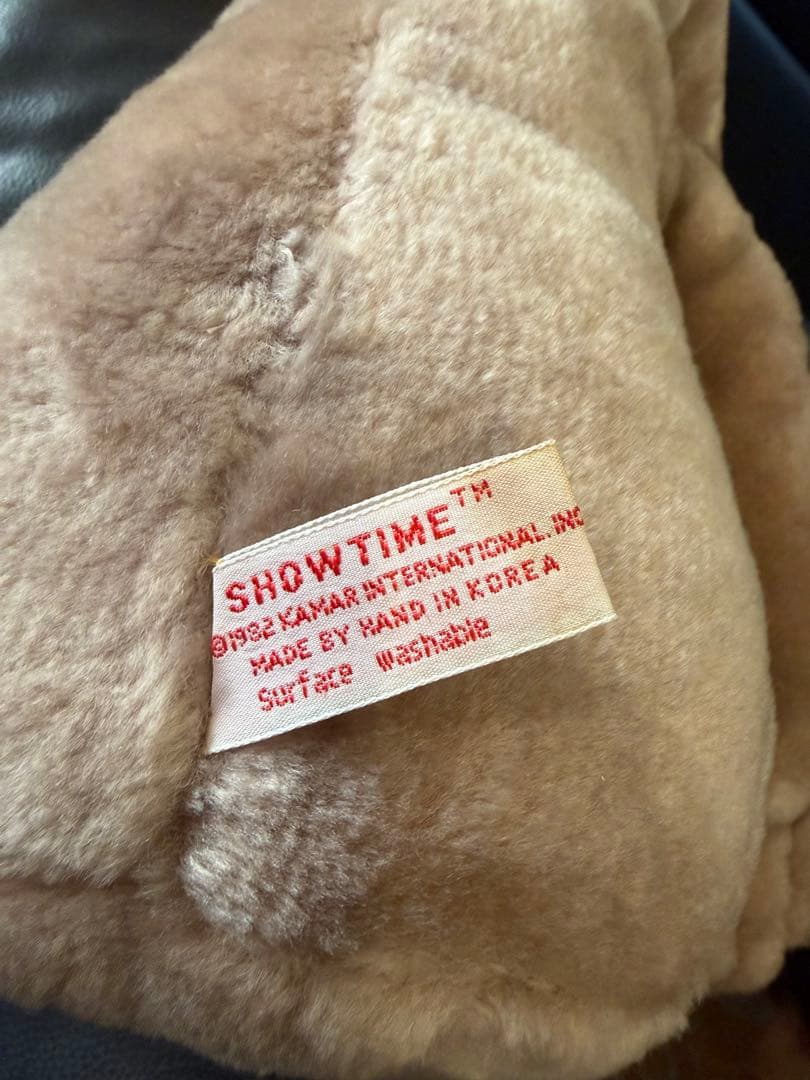 SHOWTIME™
©1982 KAMAR INTERNATIONAL. INC
MADE BY HAND IN KOREA
Surface Washable